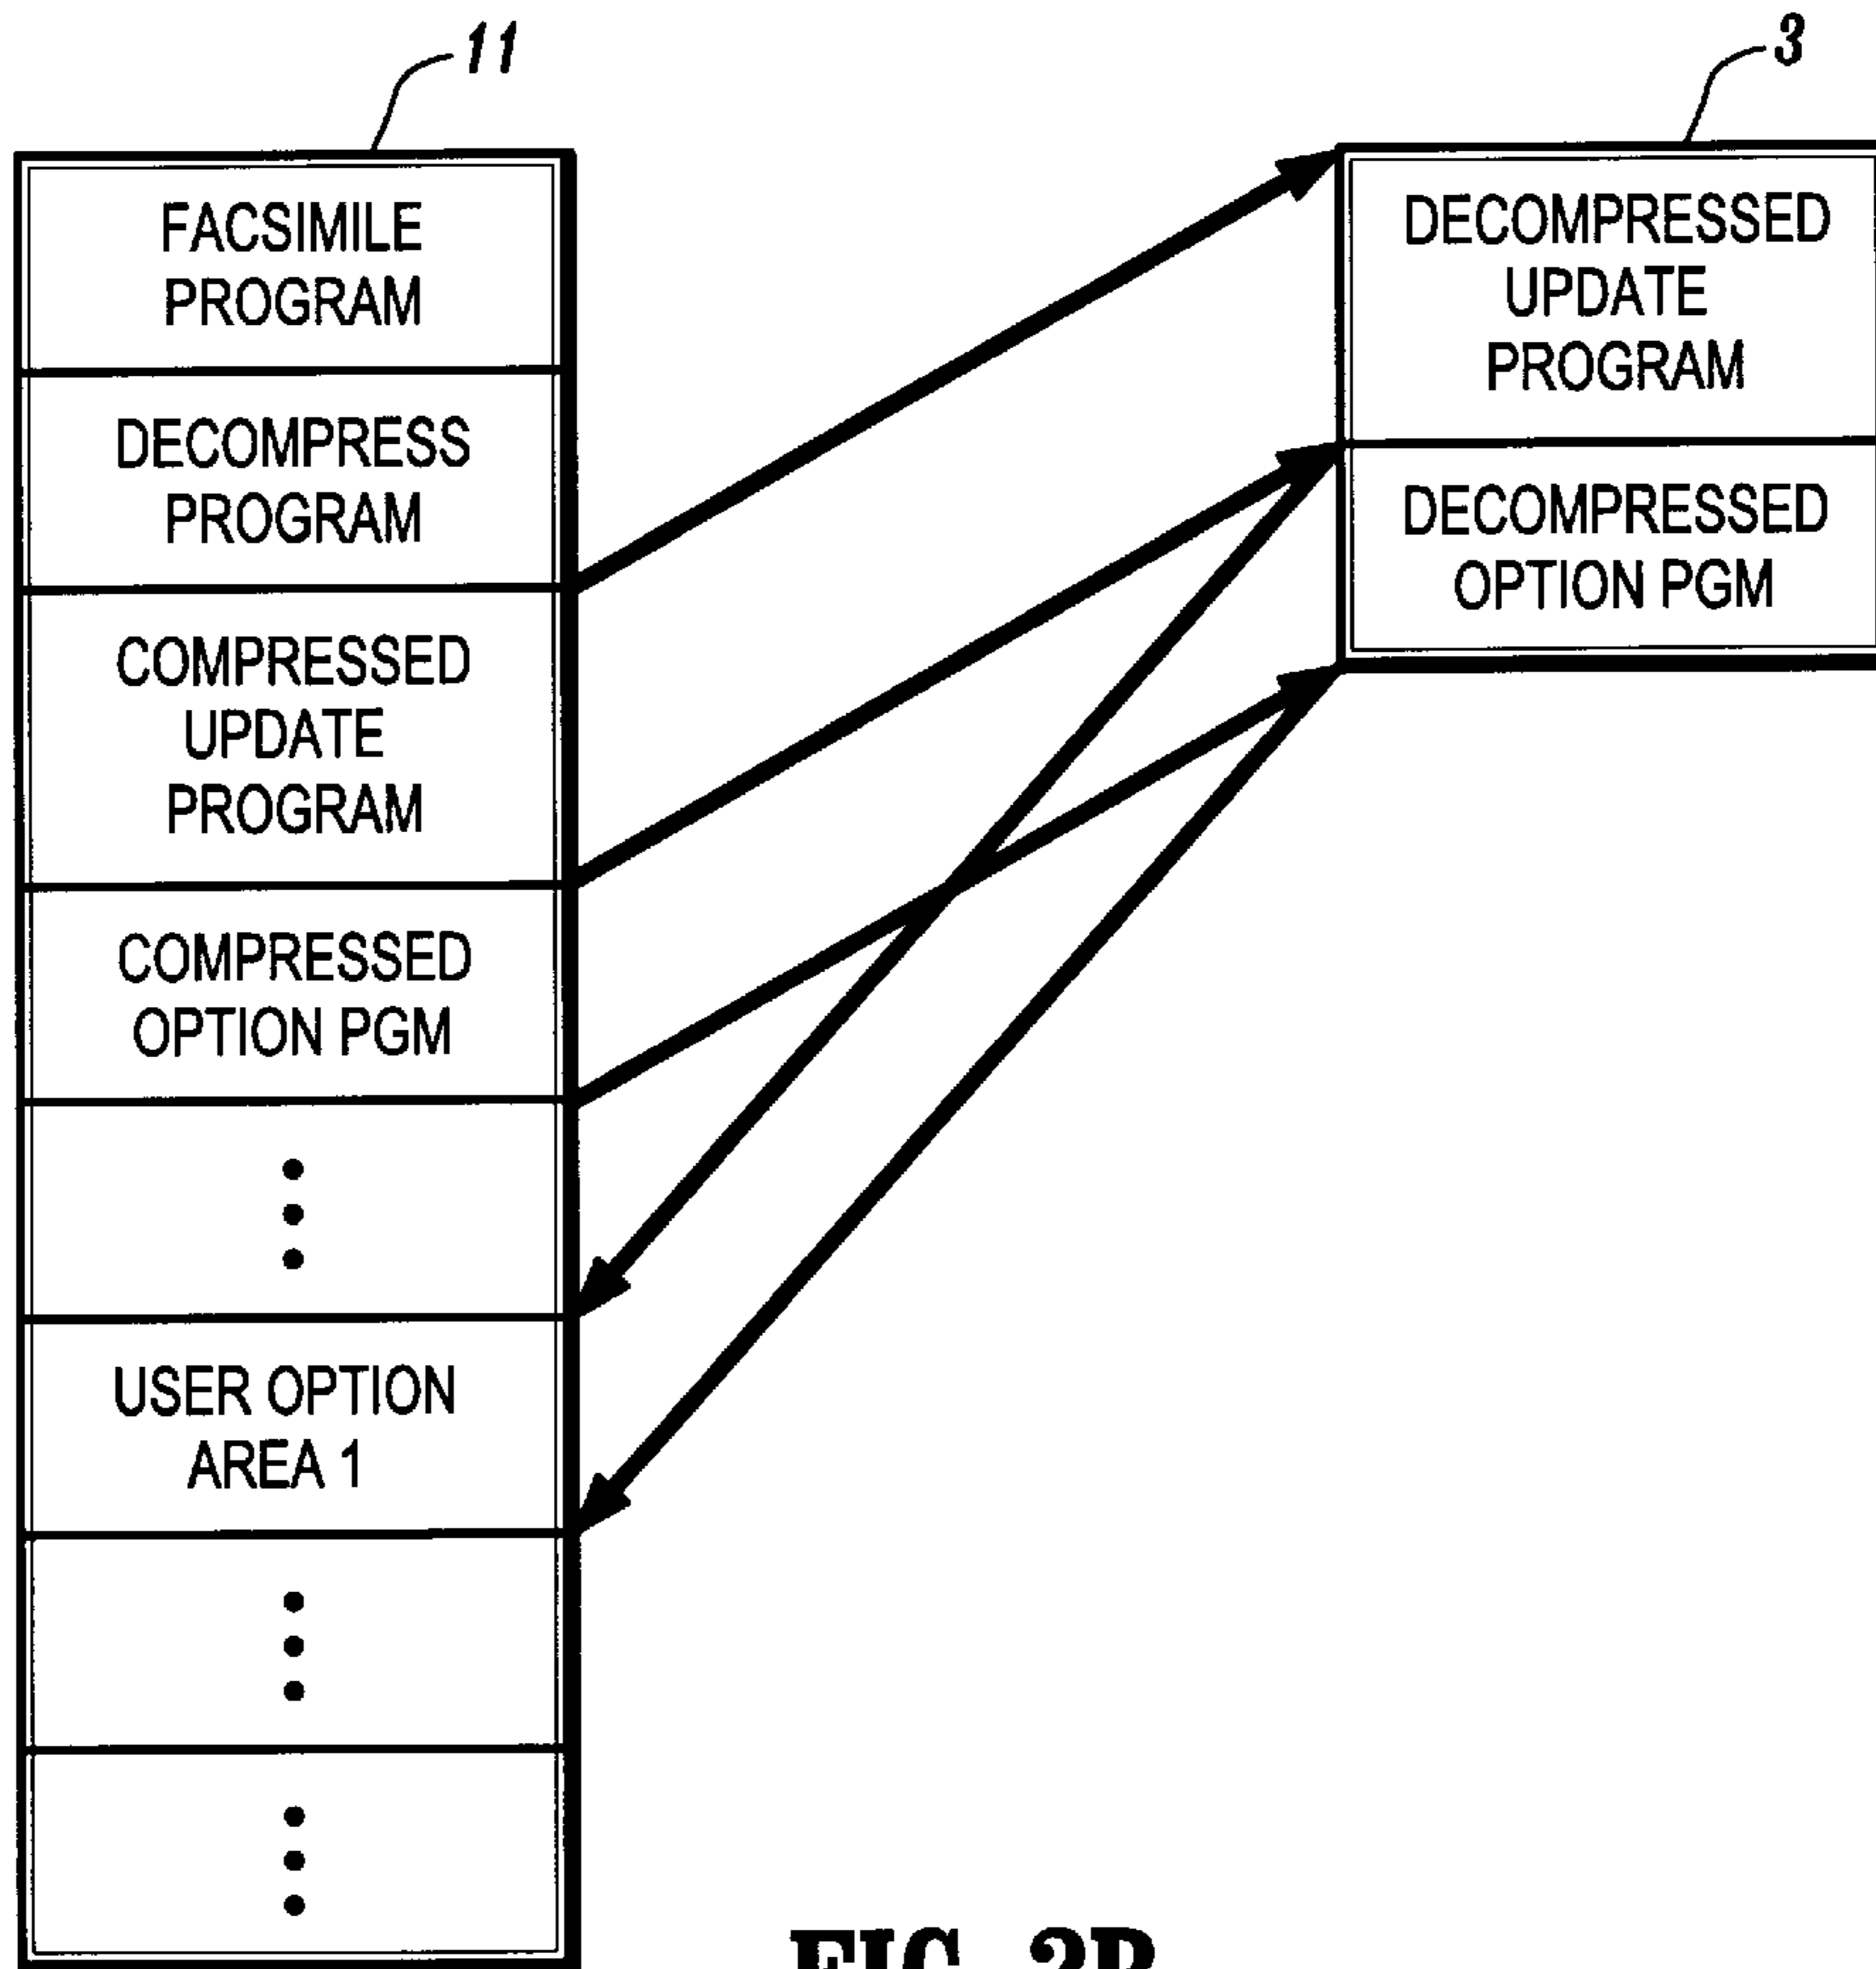 11
3
FACSIMILE
PROGRAM
DECOMPRESS
PROGRAM
COMPRESSED
UPDATE
PROGRAM
COMPRESSED
OPTION PGM
USER OPTION
AREA 1
DECOMPRESSED
UPDATE
PROGRAM
DECOMPRESSED
OPTION PGM